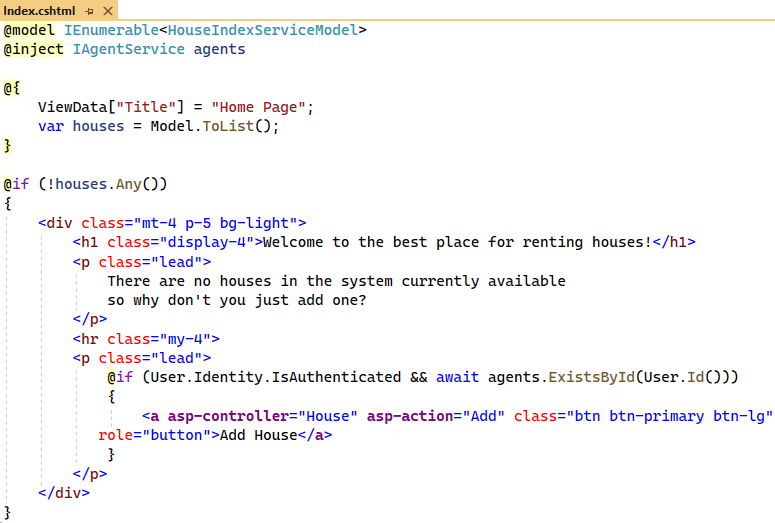 Index.cshtml
@model IEnumerable<HouseIndexServiceModel>
@inject IAgentService agents
@{
ViewData["Title"] = "Home Page";
var houses = Model.ToList();
}
@if (!houses.Any())
{
<div class="mt-4 p-5 bg-light">
<h1 class="display-4">Welcome to the best place for renting houses!</h1>
<p class="lead">
There are no houses in the system currently available
so why don't you just add one?
</p>
<hr class="my-4">
<p class="lead">
@if (User.Identity.IsAuthenticated && await agents.ExistsById(User.Id()))
{
<a asp-controller="House" asp-action="Add" class="btn btn-primary btn-lg"
role="button">Add House</a>
}
</p>
</div>
}